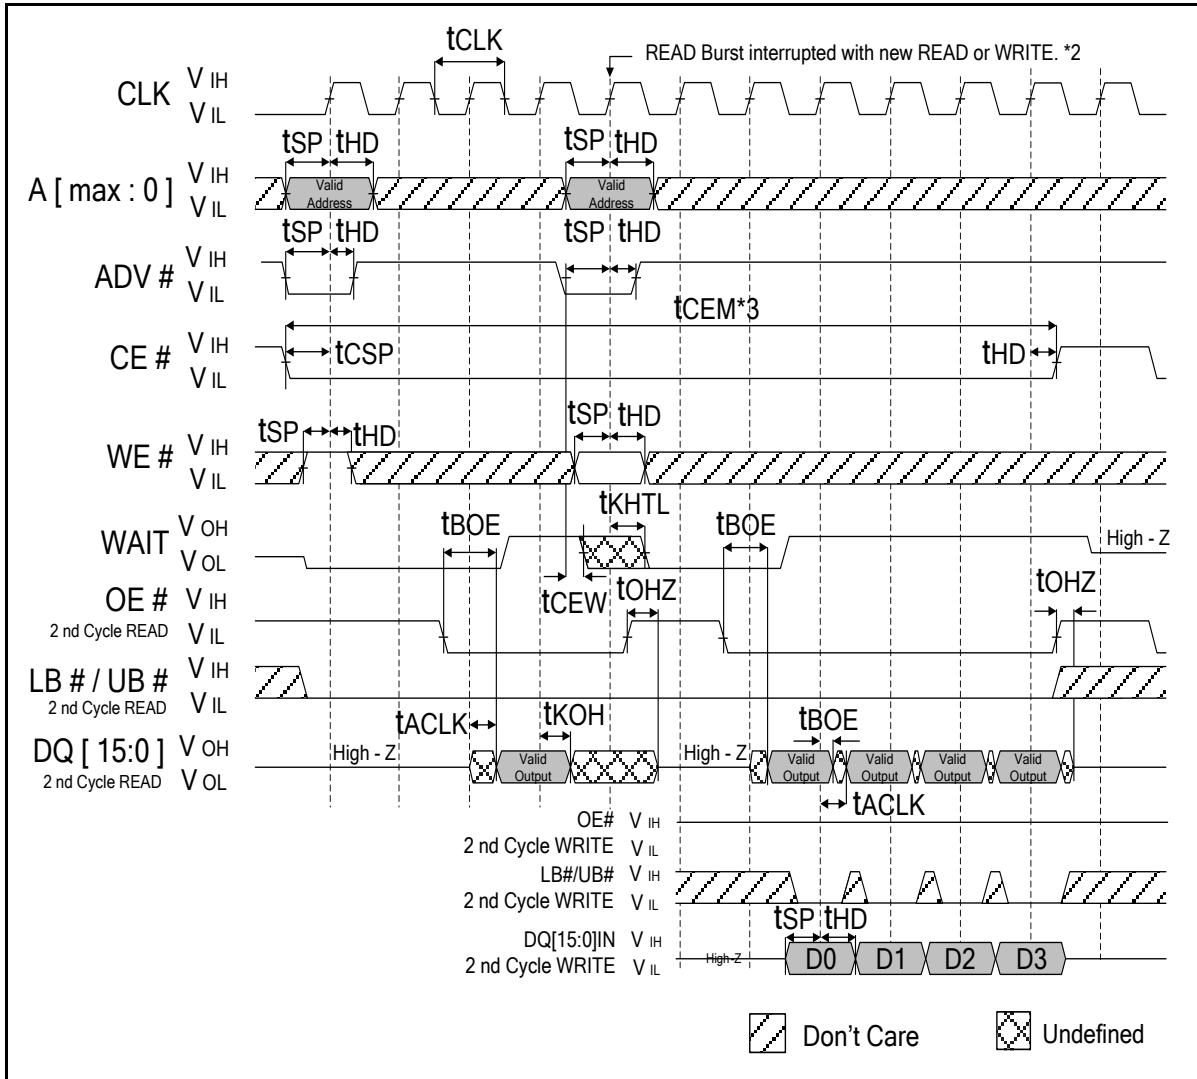 tCLK
READ Burst interrupted with new READ or WRITE. *2
CLK
V IH
V IL
tSP tHD tSP tHD
A [ max : 0 ]
V IH
V IL
Valid Address
Valid Address
tSP tHD tSP tHD
ADV #
V IH
V IL
tCEM*3
CE #
V IH
V IL
tCSP tHD
tSP tHD tSP tHD
WE #
V IH
V IL
tKHTL
WAIT
V OH
V OL
tBOE tBOE
High - Z
tCEW tOHZ tOHZ
OE #
2 nd Cycle READ
V IH
V IL
LB # / UB #
2 nd Cycle READ
V IH
V IL
tACLK tKOH tBOE
DQ [ 15:0 ]
2 nd Cycle READ
V OH
V OL
High - Z
Valid Output
High - Z
Valid Output
Valid Output
Valid Output
Valid Output
tACLK
OE#
2 nd Cycle WRITE
V IH
V IL
LB#/UB#
2 nd Cycle WRITE
V IH
V IL
tSP tHD
DQ[15:0]IN
2 nd Cycle WRITE
V IH
V IL
High-Z
D0 D1 D2 D3
Don't Care
Undefined